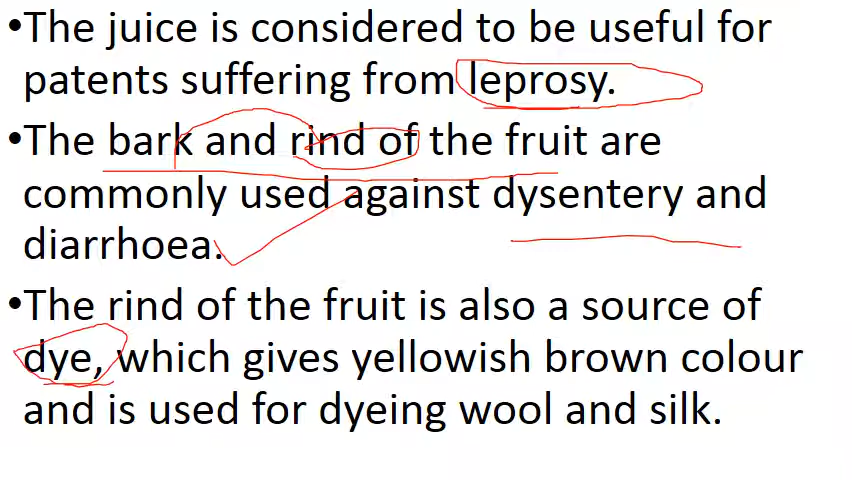 •The juice is considered to be useful for
patents suffering from leprosy.
•The bark and rind of the fruit are
commonly used against dysentery and
diarrhoea.
•The rind of the fruit is also a source of
dye, which gives yellowish brown colour
and is used for dyeing wool and silk.